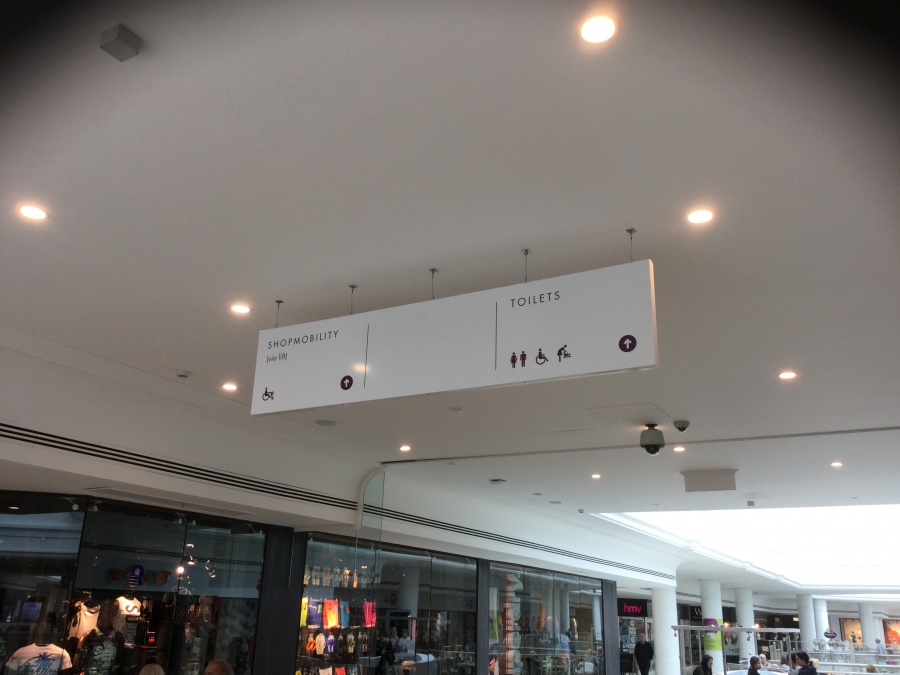 SHOPMOBILITY
(via lift)
TOILETS
hmv